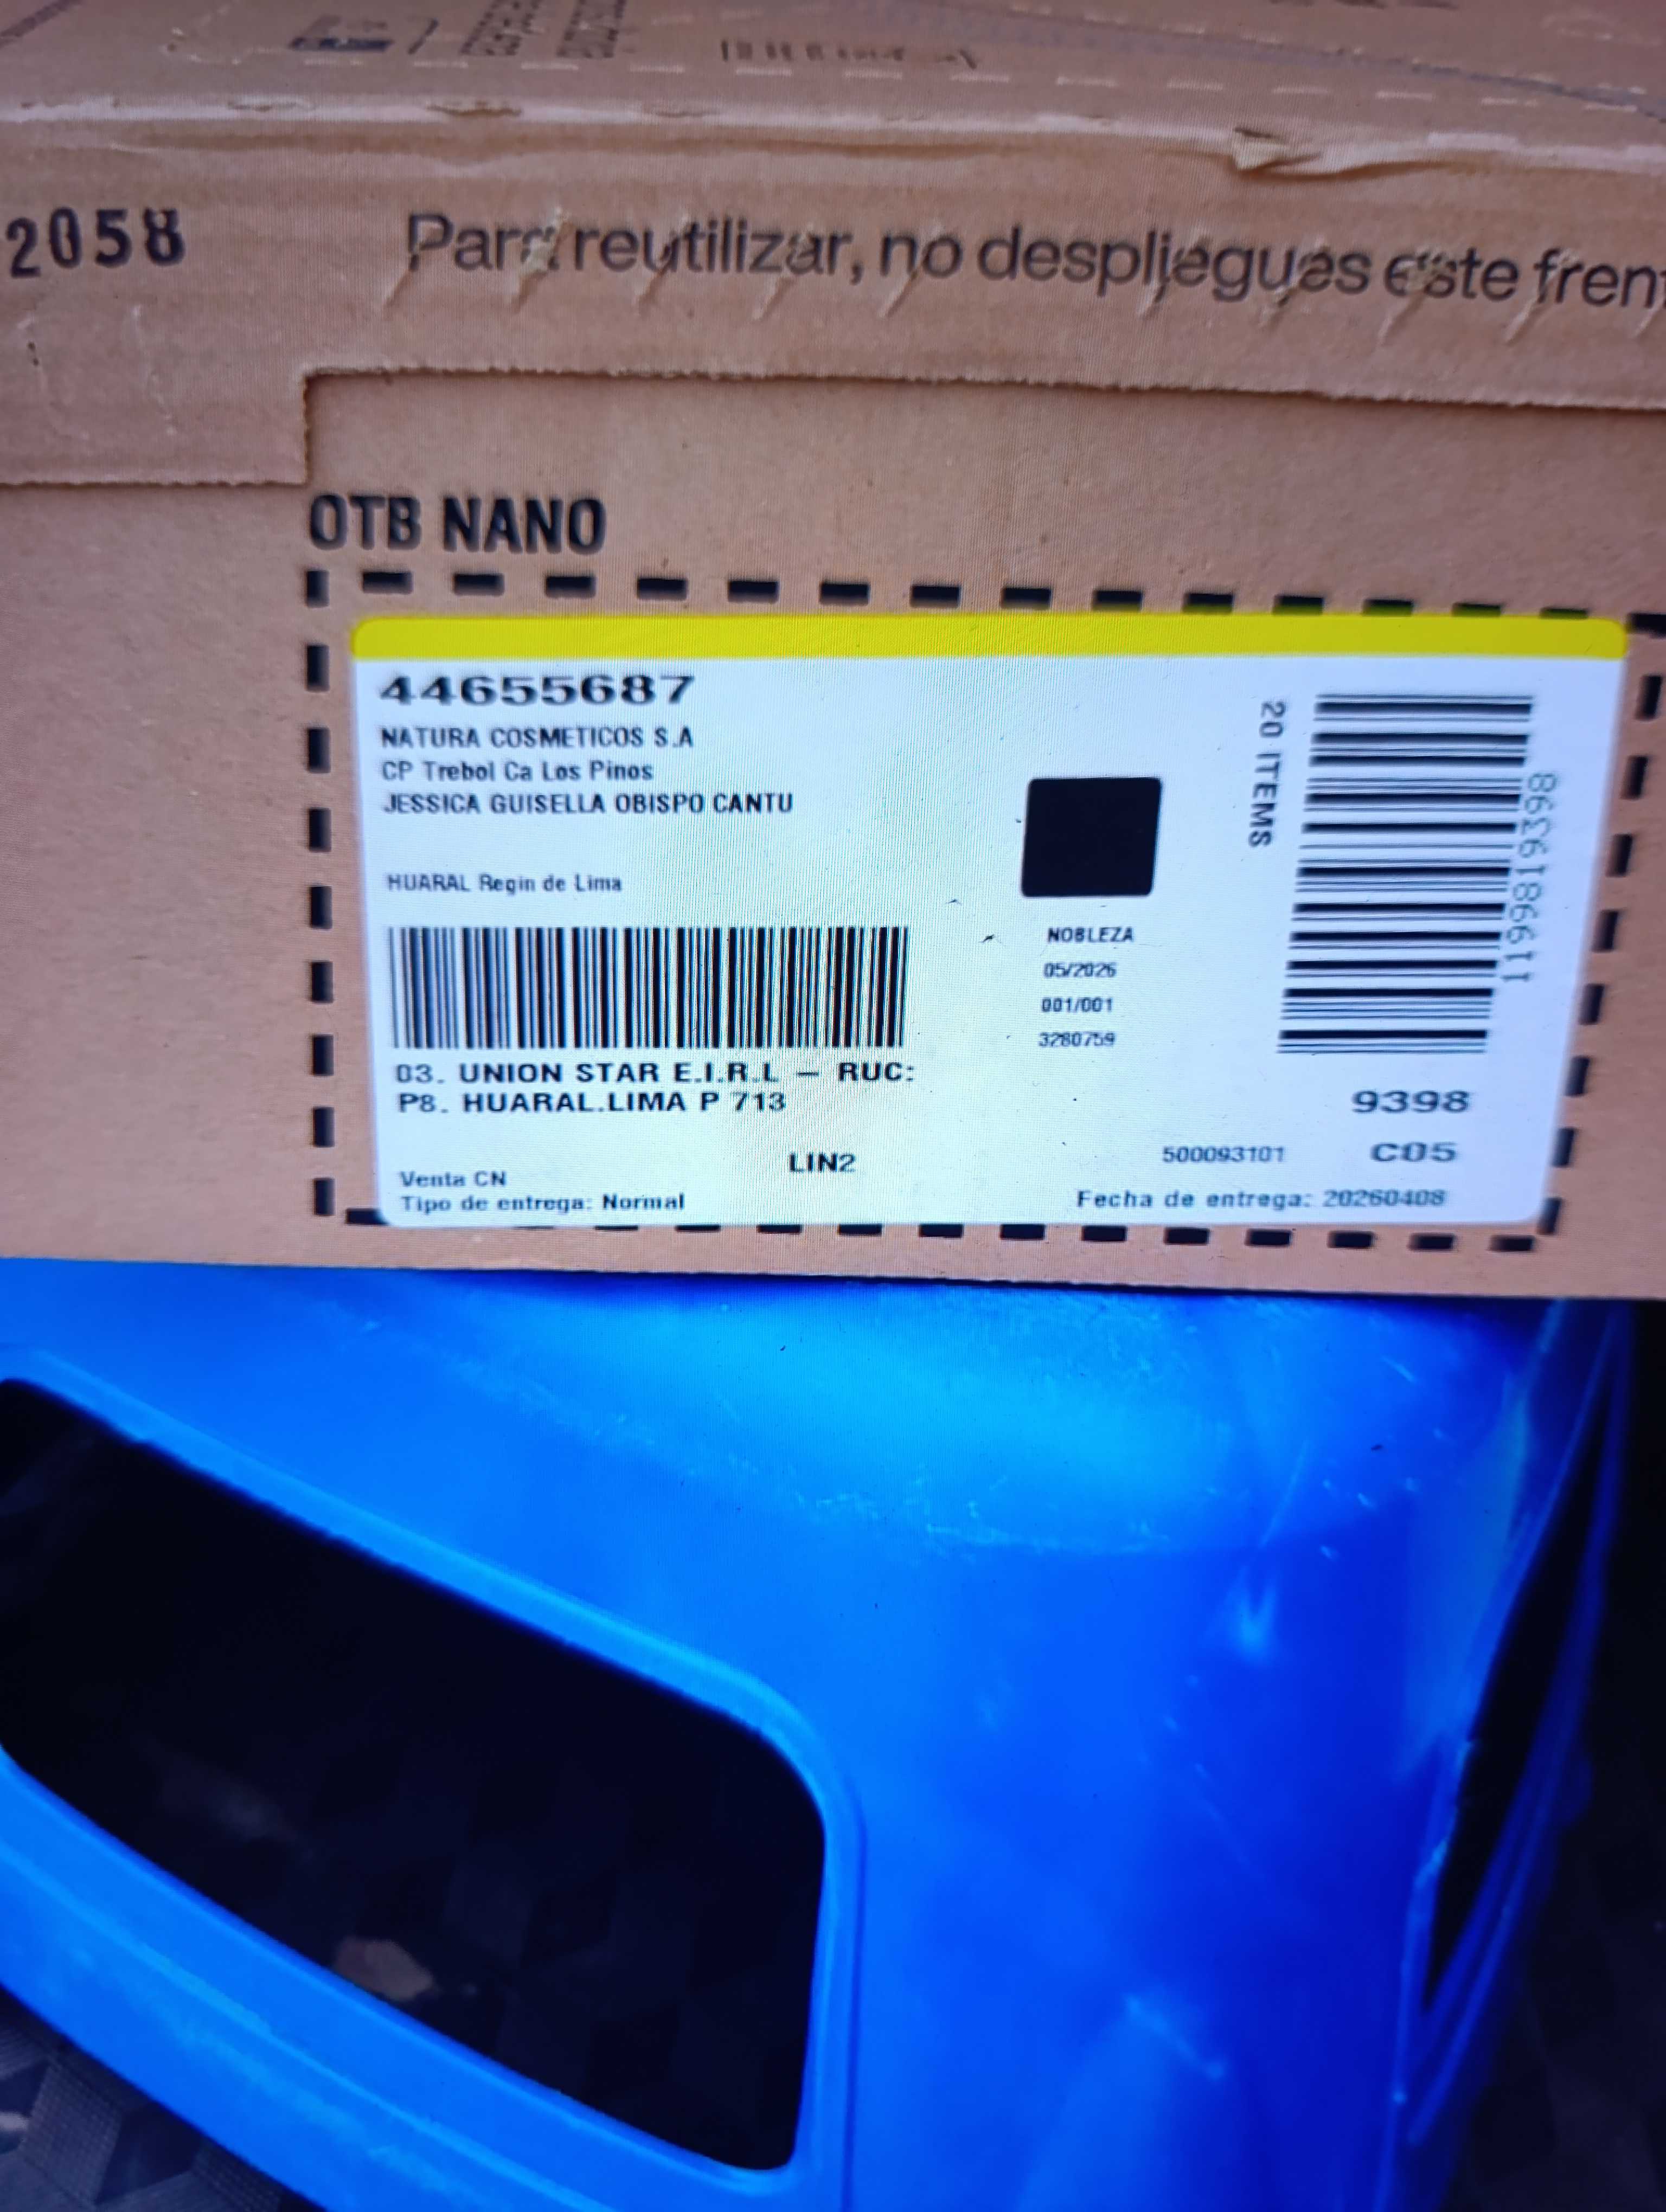 2058
Para reutilizar, no despliegues este
OTB NANO
44655687
NATURA COSMETICOS S.A
CP Trebol Ca Los Pinos
JESSICA GUISELLA OBISPO CANTU
HUARAL Regin de Lima
03. UNION STAR E.I.R.L – RUC:
P8. HUARAL.LIMA P 713
LIN2
Venta CN
Tipo de entrega: Normal
NOBLEZA
05/2026
001/001
3280759
20 ITEMS
1199819398
9398
500093101
C05
Fecha de entrega: 20260408